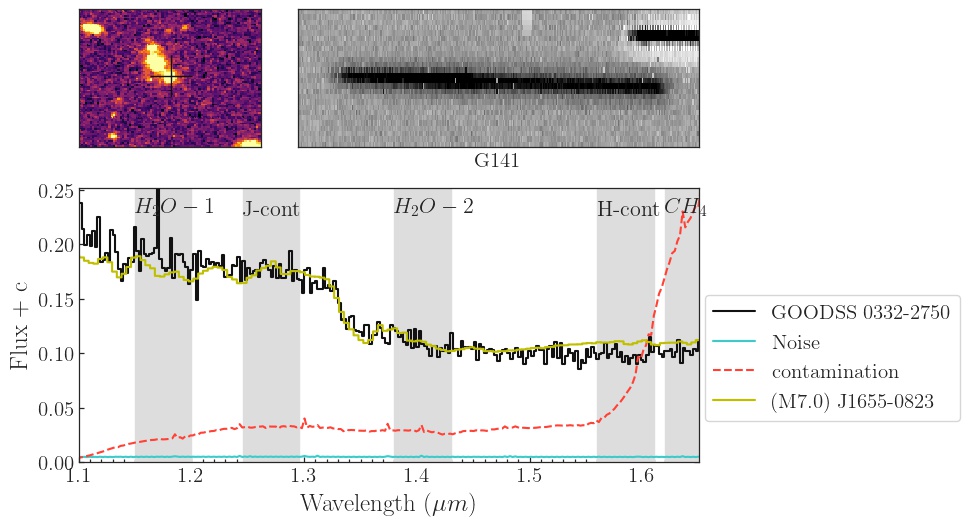 G141
H₂O − 1 J-cont H₂O − 2 H-cont CH₄
0.25
0.20
0.15
0.10
0.05
0.00
Flux + c
1.1 1.2 1.3 1.4 1.5 1.6
Wavelength (μm)
GOODSS 0332-2750
Noise
contamination
(M7.0) J1655-0823